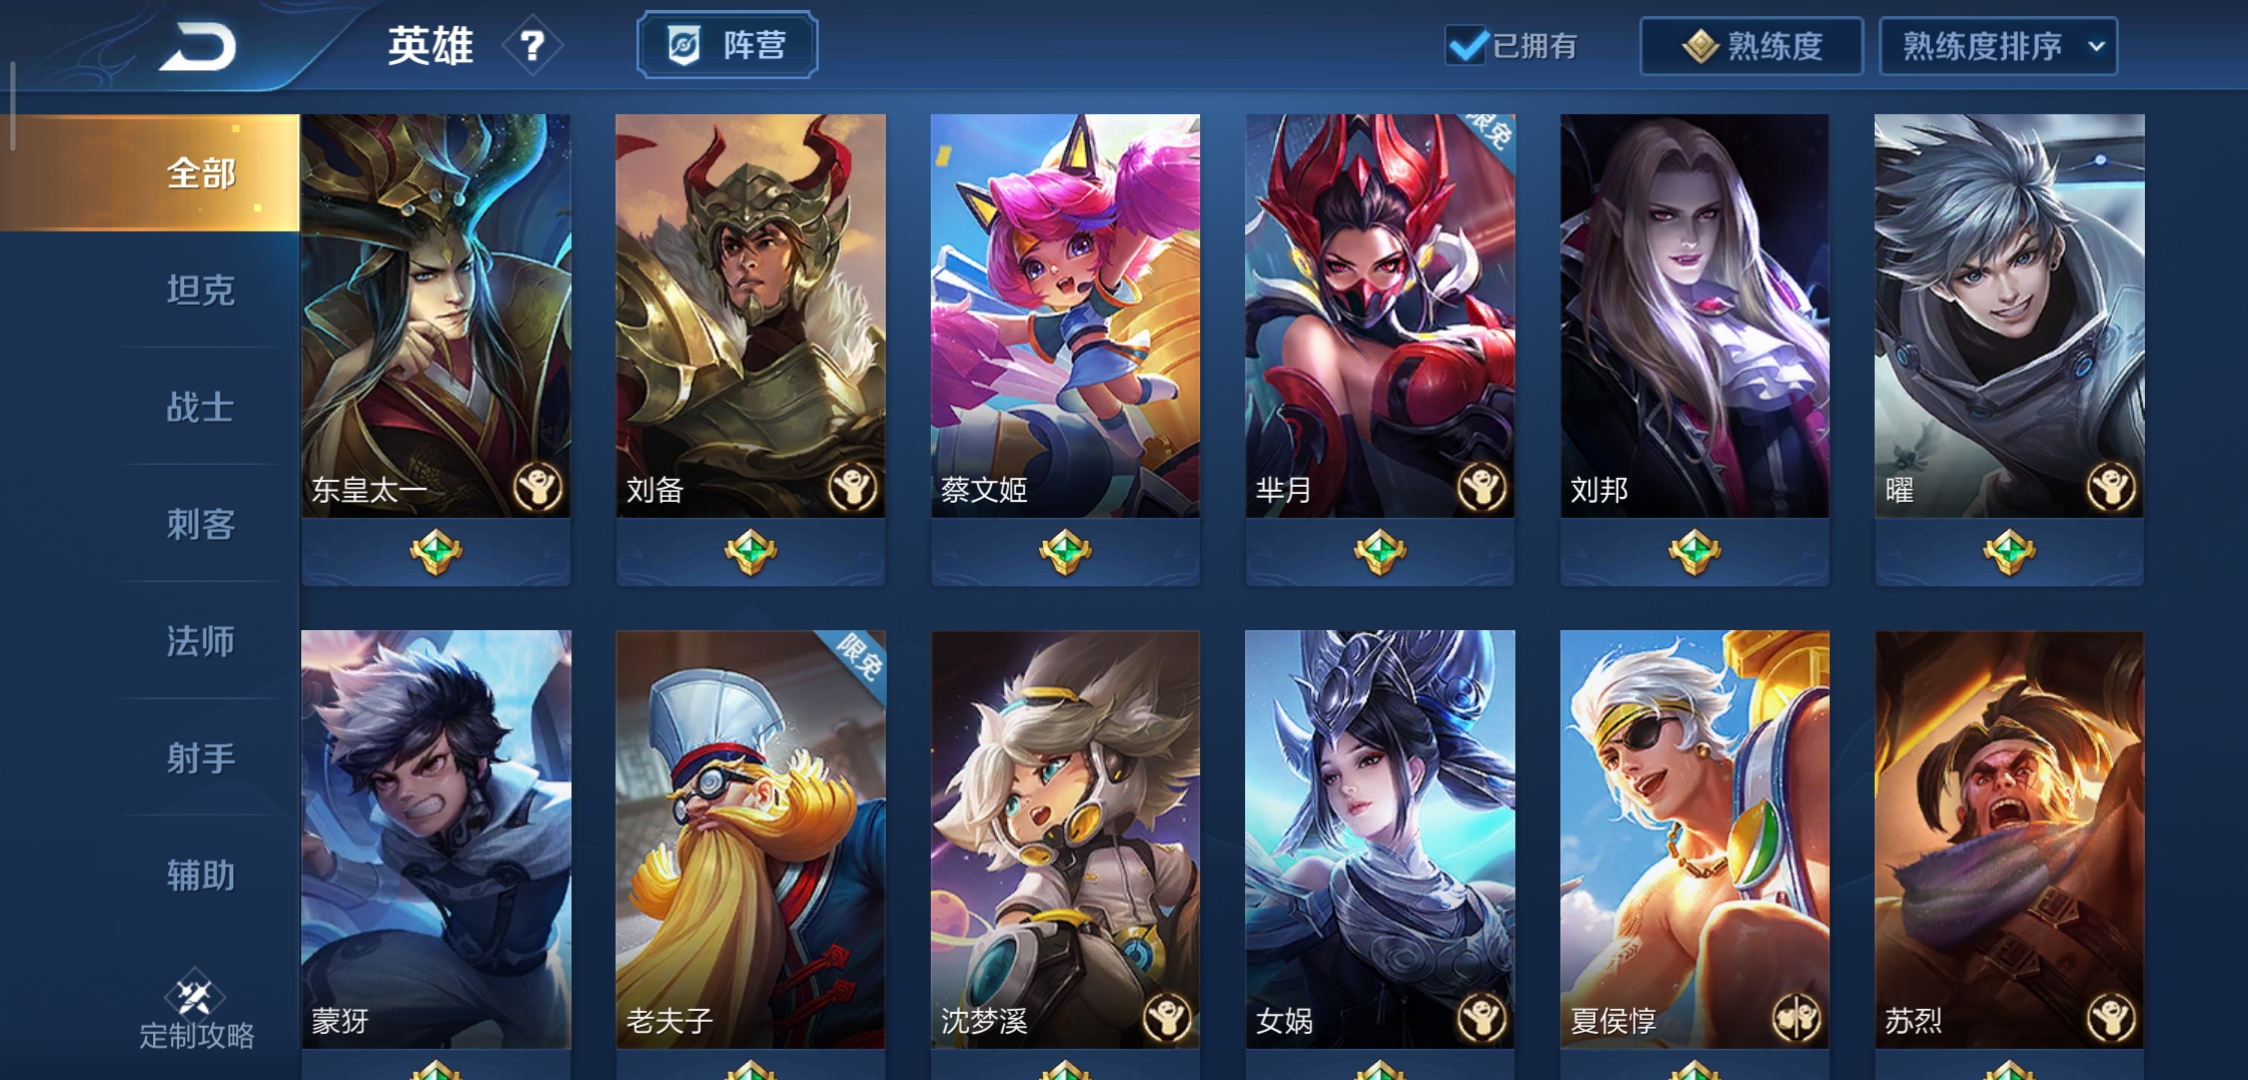 英雄
?
阵营
已拥有
熟练度
熟练度排序
全部
坦克
战士
刺客
法师
射手
辅助
定制攻略
东皇太一
刘备
蔡文姬
限免
芈月
刘邦
曜
蒙犽
限免
老夫子
沈梦溪
女娲
夏侯惇
苏烈